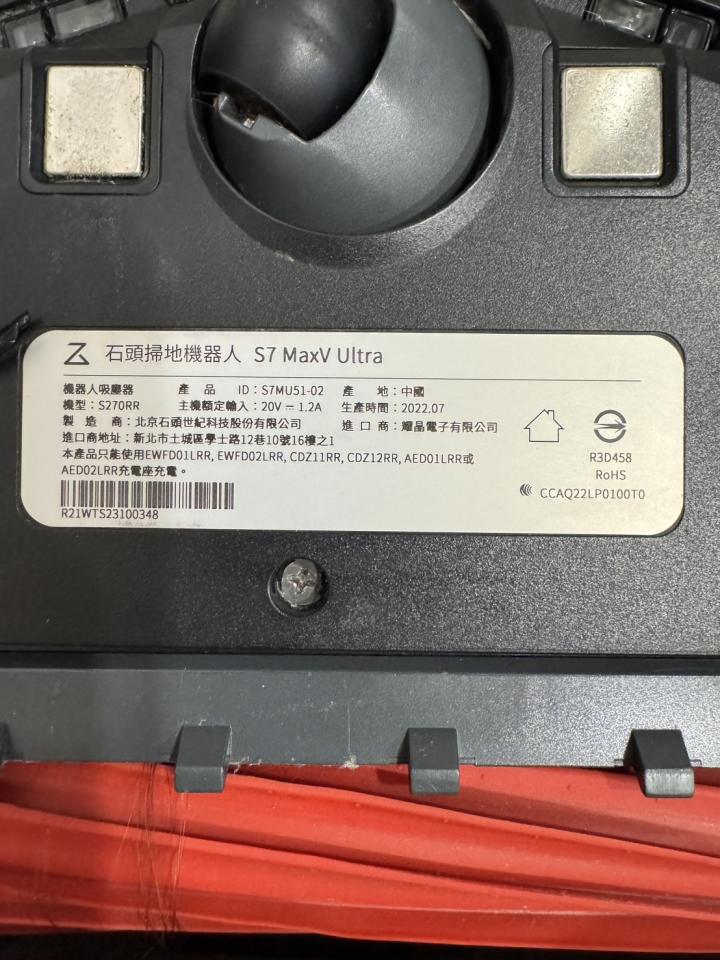 石頭掃地機器人 S7 MaxV Ultra
機器人吸塵器 產品 ID：S7MU51-02 產地：中國
機型：S270RR 主機額定輸入：20V ⎓ 1.2A 生產時間：2022.07
製造商：北京石頭世紀科技股份有限公司 進口商：燿晶電子有限公司
進口商地址：新北市土城區學士路12巷10號16樓之1
本產品只能使用EWFD01LRR, EWFD02LRR, CDZ11RR, CDZ12RR, AED01LRR或
AED02LRR充電座充電。
R21WTS23100348
R3D458
RoHS
CCAQ22LP0100T0